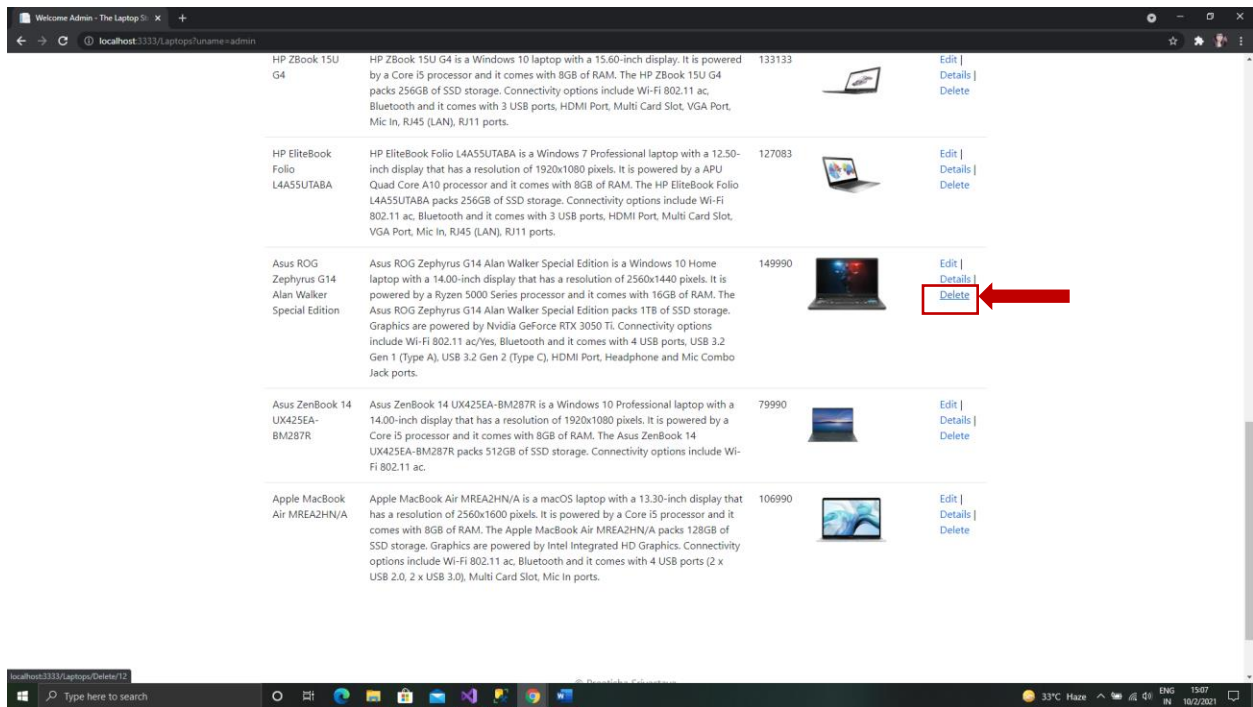 Welcome Admin - The Laptop St
localhost:3333/Laptops?uname=admin
HP ZBook 15U
G4
HP ZBook 15U G4 is a Windows 10 laptop with a 15.60-inch display. It is powered
by a Core i5 processor and it comes with 8GB of RAM. The HP ZBook 15U G4
packs 256GB of SSD storage. Connectivity options include Wi-Fi 802.11 ac,
Bluetooth and it comes with 3 USB ports, HDMI Port, Multi Card Slot, VGA Port,
Mic In, RJ45 (LAN), RJ11 ports.
133133
Edit |
Details |
Delete
HP EliteBook
Folio
L4A55UTABA
HP EliteBook Folio L4A55UTABA is a Windows 7 Professional laptop with a 12.50-
inch display that has a resolution of 1920x1080 pixels. It is powered by a APU
Quad Core A10 processor and it comes with 8GB of RAM. The HP EliteBook Folio
L4A55UTABA packs 256GB of SSD storage. Connectivity options include Wi-Fi
802.11 ac, Bluetooth and it comes with 3 USB ports, HDMI Port, Multi Card Slot,
VGA Port, Mic In, RJ45 (LAN), RJ11 ports.
127083
Edit |
Details |
Delete
Asus ROG
Zephyrus G14
Alan Walker
Special Edition
Asus ROG Zephyrus G14 Alan Walker Special Edition is a Windows 10 Home
laptop with a 14.00-inch display that has a resolution of 2560x1440 pixels. It is
powered by a Ryzen 5000 Series processor and it comes with 16GB of RAM. The
Asus ROG Zephyrus G14 Alan Walker Special Edition packs 1TB of SSD storage.
Graphics are powered by Nvidia GeForce RTX 3050 Ti. Connectivity options
include Wi-Fi 802.11 ac/Yes, Bluetooth and it comes with 4 USB ports, USB 3.2
Gen 1 (Type A), USB 3.2 Gen 2 (Type C), HDMI Port, Headphone and Mic Combo
Jack ports.
149990
Edit |
Details |
Delete
Asus ZenBook 14
UX425EA-
BM287R
Asus ZenBook 14 UX425EA-BM287R is a Windows 10 Professional laptop with a
14.00-inch display that has a resolution of 1920x1080 pixels. It is powered by a
Core i5 processor and it comes with 8GB of RAM. The Asus ZenBook 14
UX425EA-BM287R packs 512GB of SSD storage. Connectivity options include Wi-
Fi 802.11 ac.
79990
Edit |
Details |
Delete
Apple MacBook
Air MREA2HN/A
Apple MacBook Air MREA2HN/A is a macOS laptop with a 13.30-inch display that
has a resolution of 2560x1600 pixels. It is powered by a Core i5 processor and it
comes with 8GB of RAM. The Apple MacBook Air MREA2HN/A packs 128GB of
SSD storage. Graphics are powered by Intel Integrated HD Graphics. Connectivity
options include Wi-Fi 802.11 ac, Bluetooth and it comes with 4 USB ports (2 x
USB 2.0, 2 x USB 3.0), Multi Card Slot, Mic In ports.
106990
Edit |
Details |
Delete
localhost:3333/Laptops/Delete/12
Type here to search
33°C Haze
ENG
IN
15:07
10/2/2021